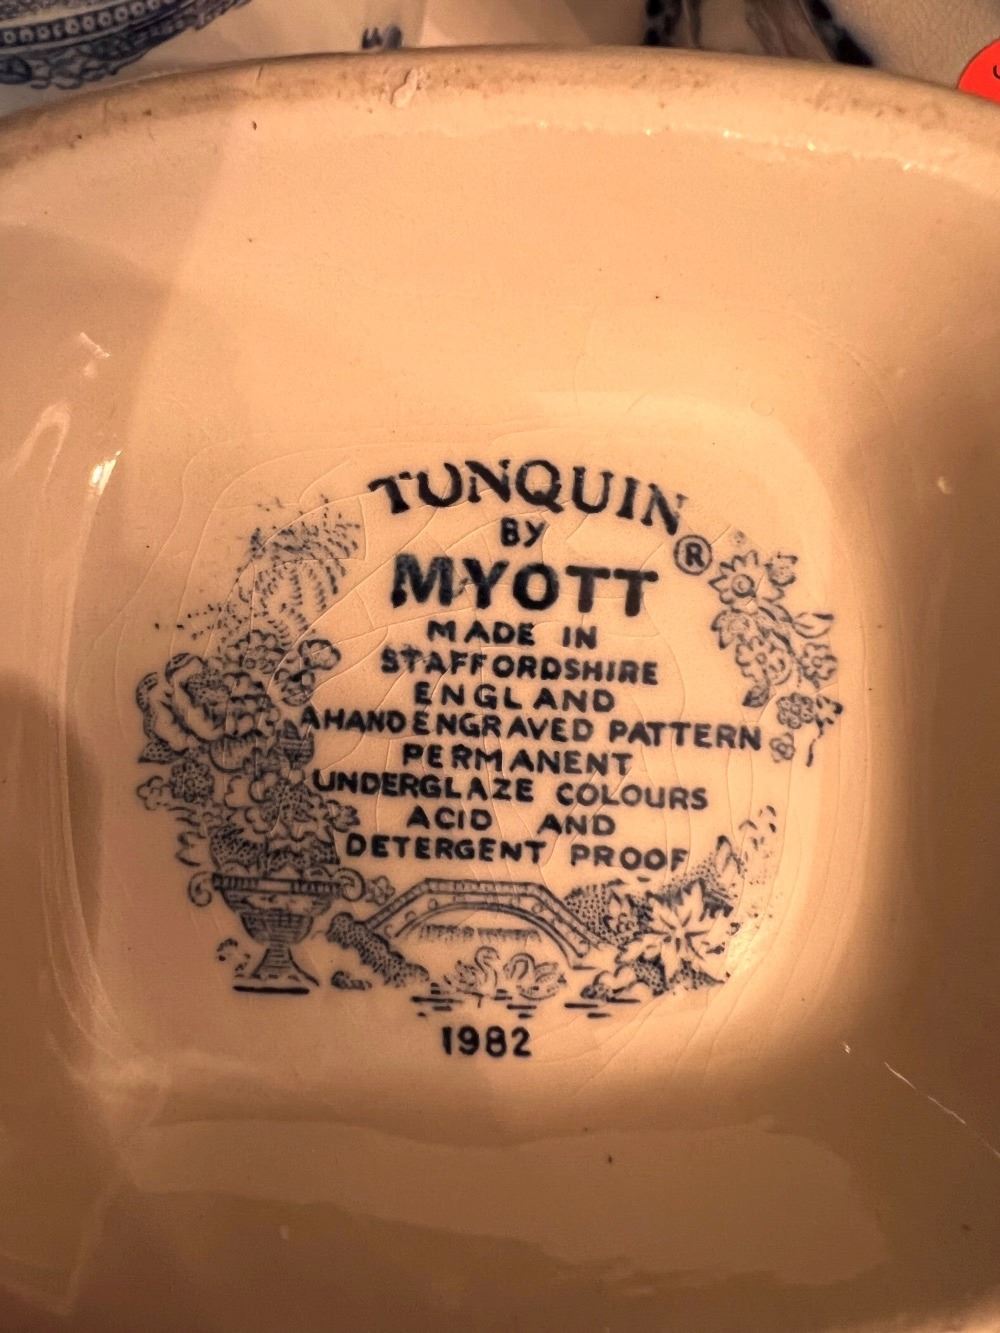 TUNQUIN
BY ®
MYOTT
MADE IN
STAFFORDSHIRE
ENGLAND
A HAND ENGRAVED PATTERN
PERMANENT
UNDERGLAZE COLOURS
ACID AND
DETERGENT PROOF
1982